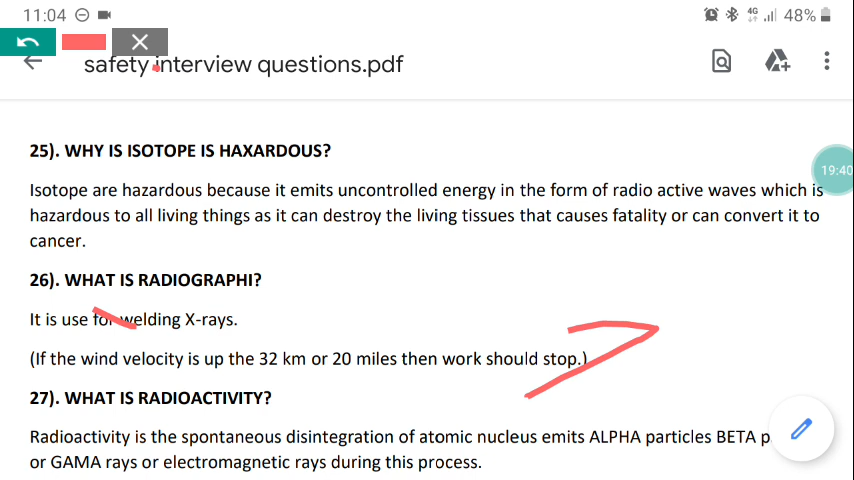 11:04 4G 48%
safety interview questions.pdf
25). WHY IS ISOTOPE IS HAXARDOUS?
19:40
Isotope are hazardous because it emits uncontrolled energy in the form of radio active waves which is
hazardous to all living things as it can destroy the living tissues that causes fatality or can convert it to
cancer.
26). WHAT IS RADIOGRAPHI?
It is use for welding X-rays.
(If the wind velocity is up the 32 km or 20 miles then work should stop.)
27). WHAT IS RADIOACTIVITY?
Radioactivity is the spontaneous disintegration of atomic nucleus emits ALPHA particles BETA p
or GAMA rays or electromagnetic rays during this process.